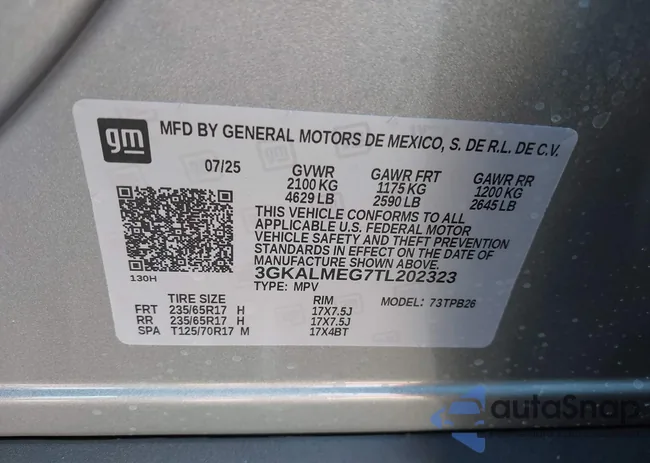 gm
MFD BY GENERAL MOTORS DE MEXICO, S. DE R.L. DE C.V.
07/25 GVWR GAWR FRT GAWR RR
2100 KG 1175 KG 1200 KG
4629 LB 2590 LB 2645 LB
THIS VEHICLE CONFORMS TO ALL
APPLICABLE U.S. FEDERAL MOTOR
VEHICLE SAFETY AND THEFT PREVENTION
STANDARDS IN EFFECT ON THE DATE OF
MANUFACTURE SHOWN ABOVE.
130H
3GKALMEG7TL202323
TYPE: MPV
TIRE SIZE RIM MODEL: 73TPB26
FRT 235/65R17 H 17X7.5J
RR 235/65R17 H 17X7.5J
SPA T125/70R17 M 17X4BT
autaSnap